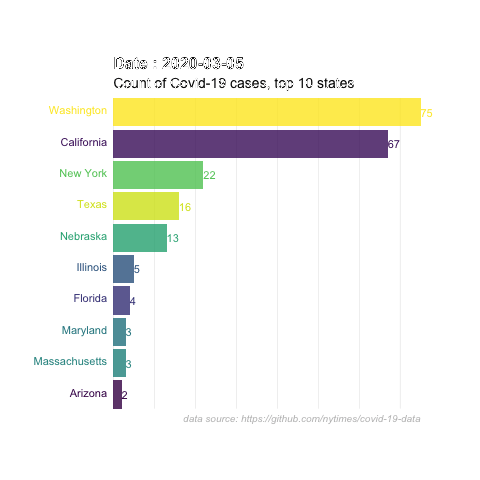 Date : 2020-03-05
Count of Covid-19 cases, top 10 states
Washington 75
California 67
New York 22
Texas 16
Nebraska 13
Illinois 5
Florida 4
Maryland 3
Massachusetts 3
Arizona 2
data source: https://github.com/nytimes/covid-19-data